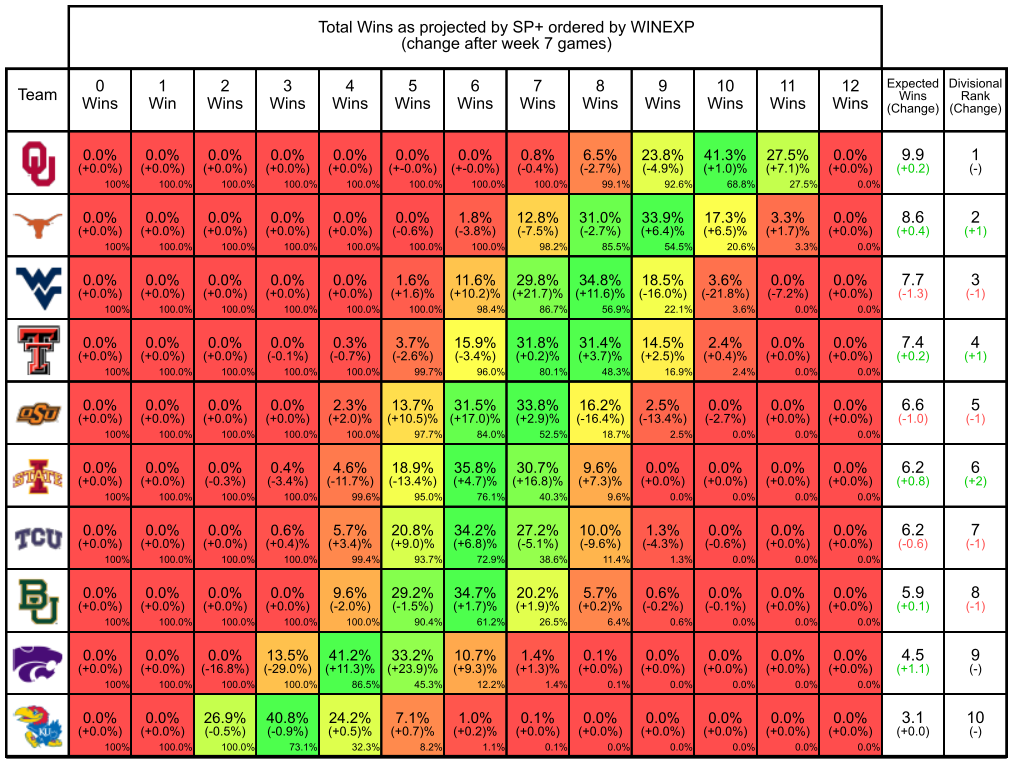 Total Wins as projected by SP+ ordered by WINEXP
(change after week 7 games)
Team 0 Wins 1 Win 2 Wins 3 Wins 4 Wins 5 Wins 6 Wins 7 Wins 8 Wins 9 Wins 10 Wins 11 Wins 12 Wins Expected Wins (Change) Divisional Rank (Change)
OU 0.0% 0.0% 0.0% 0.0% 0.0% 0.0% 0.0% 0.8% 6.5% 23.8% 41.3% 27.5% 0.0% 9.9 1
(+0.0%) (+0.0%) (+0.0%) (+0.0%) (+0.0%) (+-0.0%) (+-0.0%) (-0.4%) (-2.7%) (-4.9%) (+1.0%) (+7.1%) (+0.0%) (+0.2) (-)
100% 100.0% 100.0% 100.0% 100.0% 100.0% 100.0% 100.0% 99.1% 92.6% 68.8% 27.5% 0.0%
0.0% 0.0% 0.0% 0.0% 0.0% 0.0% 1.8% 12.8% 31.0% 33.9% 17.3% 3.3% 0.0% 8.6 2
(+0.0%) (+0.0%) (+0.0%) (+0.0%) (+0.0%) (-0.6%) (-3.8%) (-7.5%) (-2.7%) (+6.4%) (+6.5%) (+1.7%) (+0.0%) (+0.4) (+1)
100% 100.0% 100.0% 100.0% 100.0% 100.0% 100.0% 98.2% 85.5% 54.5% 20.6% 3.3% 0.0%
WV 0.0% 0.0% 0.0% 0.0% 0.0% 1.6% 11.6% 29.8% 34.8% 18.5% 3.6% 0.0% 0.0% 7.7 3
(+0.0%) (+0.0%) (+0.0%) (+0.0%) (+0.0%) (+1.6)% (+10.2)% (+21.7)% (+11.6)% (-16.0%) (-21.8%) (-7.2%) (+0.0%) (-1.3) (-1)
100% 100.0% 100.0% 100.0% 100.0% 100.0% 98.4% 86.7% 56.9% 22.1% 3.6% 0.0% 0.0%
TT 0.0% 0.0% 0.0% 0.0% 0.3% 3.7% 15.9% 31.8% 31.4% 14.5% 2.4% 0.0% 0.0% 7.4 4
(+0.0%) (+0.0%) (+0.0%) (-0.1%) (-0.7%) (-2.6%) (-3.4%) (+0.2)% (+3.7)% (+2.5)% (+0.4)% (+0.0%) (+0.0%) (+0.2) (+1)
100% 100.0% 100.0% 100.0% 100.0% 99.7% 96.0% 80.1% 48.3% 16.9% 2.4% 0.0% 0.0%
OSU 0.0% 0.0% 0.0% 0.0% 2.3% 13.7% 31.5% 33.8% 16.2% 2.5% 0.0% 0.0% 0.0% 6.6 5
(+0.0%) (+0.0%) (+0.0%) (+0.0%) (+2.0)% (+10.5)% (+17.0)% (+2.9)% (-16.4%) (-13.4%) (-2.7%) (+0.0%) (+0.0%) (-1.0) (-1)
100% 100.0% 100.0% 100.0% 100.0% 97.7% 84.0% 52.5% 18.7% 2.5% 0.0% 0.0% 0.0%
I STATE 0.0% 0.0% 0.0% 0.4% 4.6% 18.9% 35.8% 30.7% 9.6% 0.0% 0.0% 0.0% 0.0% 6.2 6
(+0.0%) (+0.0%) (-0.3%) (-3.4%) (-11.7%) (-13.4%) (+4.7)% (+16.8)% (+7.3)% (+0.0%) (+0.0%) (+0.0%) (+0.0%) (+0.8) (+2)
100% 100.0% 100.0% 100.0% 99.6% 95.0% 76.1% 40.3% 9.6% 0.0% 0.0% 0.0% 0.0%
TCU 0.0% 0.0% 0.0% 0.6% 5.7% 20.8% 34.2% 27.2% 10.0% 1.3% 0.0% 0.0% 0.0% 6.2 7
(+0.0%) (+0.0%) (+0.0%) (+0.4)% (+3.4)% (+9.0)% (+6.8)% (-5.1%) (-9.6%) (-4.3%) (-0.6%) (+0.0%) (+0.0%) (-0.6) (-1)
100% 100.0% 100.0% 100.0% 99.4% 93.7% 72.9% 38.6% 11.4% 1.3% 0.0% 0.0% 0.0%
BU 0.0% 0.0% 0.0% 0.0% 9.6% 29.2% 34.7% 20.2% 5.7% 0.6% 0.0% 0.0% 0.0% 5.9 8
(+0.0%) (+0.0%) (+0.0%) (+0.0%) (-2.0%) (-1.5%) (+1.7)% (+1.9)% (+0.2)% (-0.2%) (-0.1%) (+0.0%) (+0.0%) (+0.1) (-1)
100% 100.0% 100.0% 100.0% 100.0% 90.4% 61.2% 26.5% 6.4% 0.6% 0.0% 0.0% 0.0%
0.0% 0.0% 0.0% 13.5% 41.2% 33.2% 10.7% 1.4% 0.1% 0.0% 0.0% 0.0% 0.0% 4.5 9
(+0.0%) (+0.0%) (-16.8%) (-29.0%) (+11.3)% (+23.9)% (+9.3)% (+1.3)% (+0.0)% (+0.0%) (+0.0%) (+0.0%) (+0.0%) (+1.1) (-)
100% 100.0% 100.0% 100.0% 86.5% 45.3% 12.2% 1.4% 0.1% 0.0% 0.0% 0.0% 0.0%
KU 0.0% 0.0% 26.9% 40.8% 24.2% 7.1% 1.0% 0.1% 0.0% 0.0% 0.0% 0.0% 0.0% 3.1 10
(+0.0%) (+0.0%) (-0.5%) (-0.9%) (+0.5)% (+0.7)% (+0.2)% (+0.0)% (+0.0%) (+0.0%) (+0.0%) (+0.0%) (+0.0%) (+0.0) (-)
100% 100.0% 100.0% 73.1% 32.3% 8.2% 1.1% 0.1% 0.0% 0.0% 0.0% 0.0% 0.0%